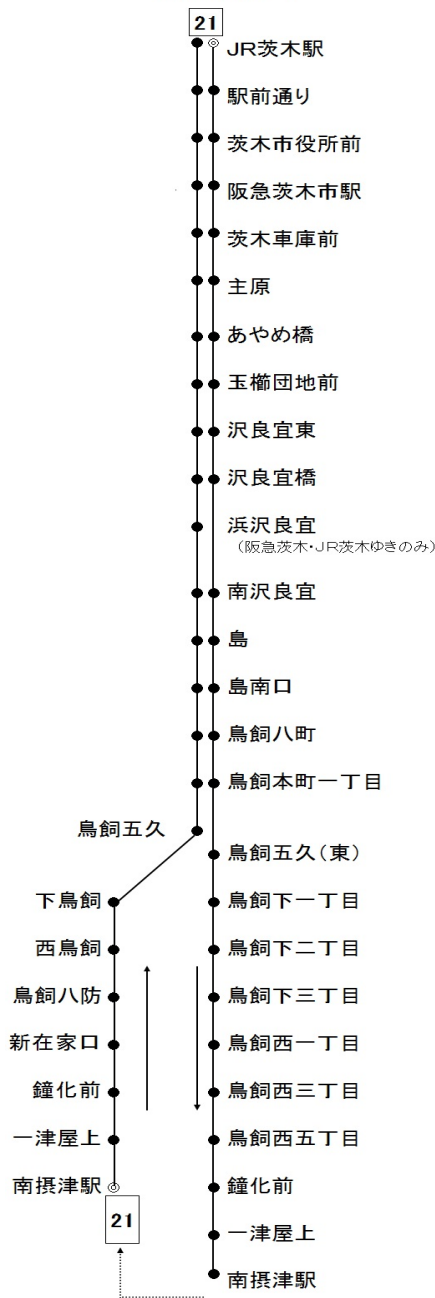 21
JR茨木駅
駅前通り
茨木市役所前
阪急茨木市駅
茨木車庫前
主原
あやめ橋
玉櫛団地前
沢良宜東
沢良宜橋
浜沢良宜
（阪急茨木・JR茨木ゆきのみ）
南沢良宜
島
島南口
鳥飼八町
鳥飼本町一丁目
鳥飼五久
鳥飼五久（東）
下鳥飼
鳥飼下一丁目
西鳥飼
鳥飼下二丁目
鳥飼八防
鳥飼下三丁目
新在家口
鳥飼西一丁目
鐘化前
鳥飼西三丁目
一津屋上
鳥飼西五丁目
南摂津駅
鐘化前
21
一津屋上
南摂津駅